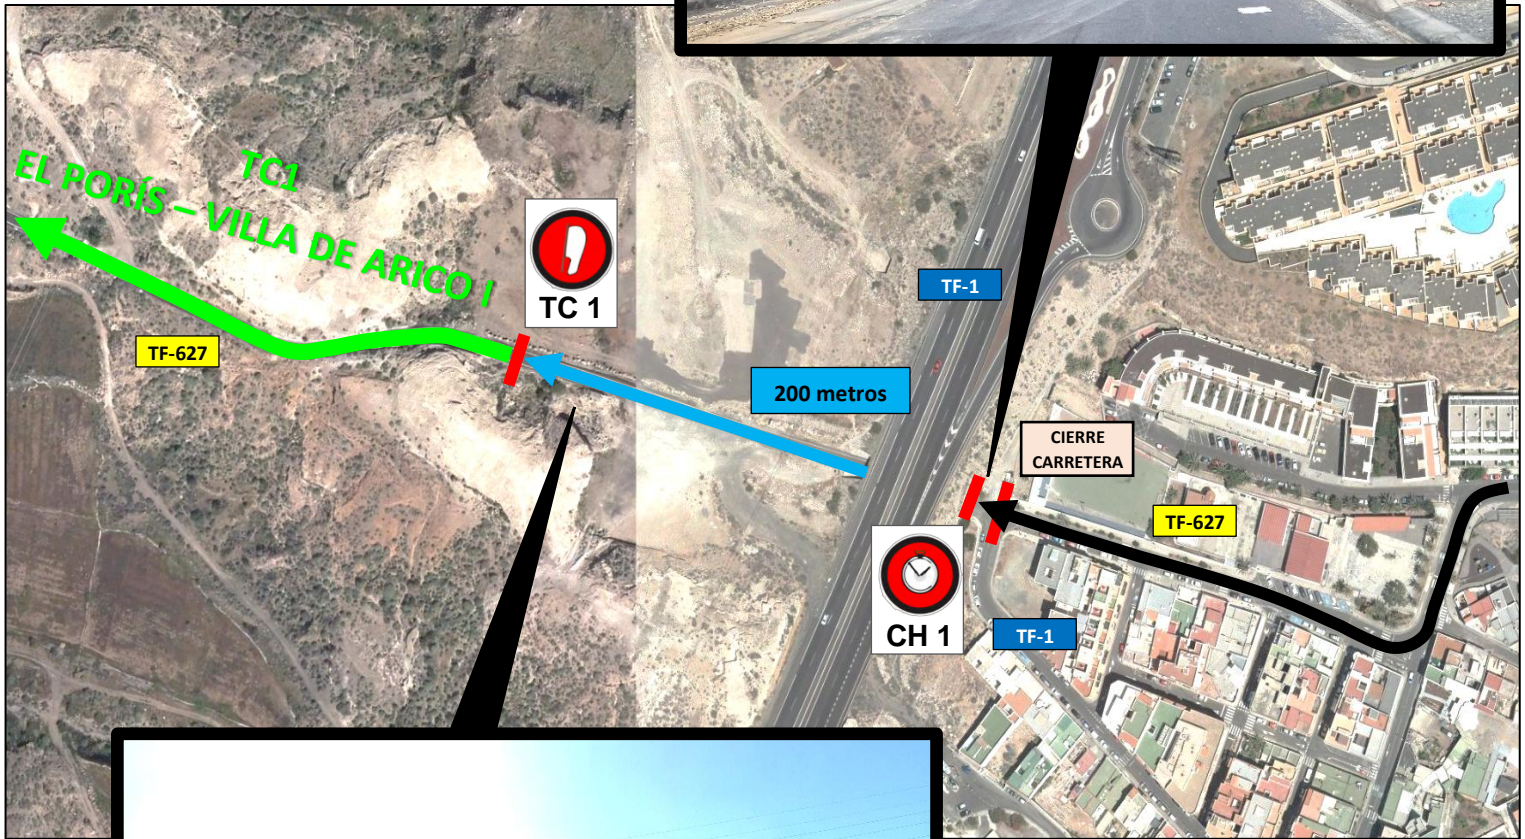 TC1
EL PORÍS – VILLA DE ARICO I
TC 1
TF-1
TF-627
200 metros
CIERRE
CARRETERA
TF-627
CH 1
TF-1